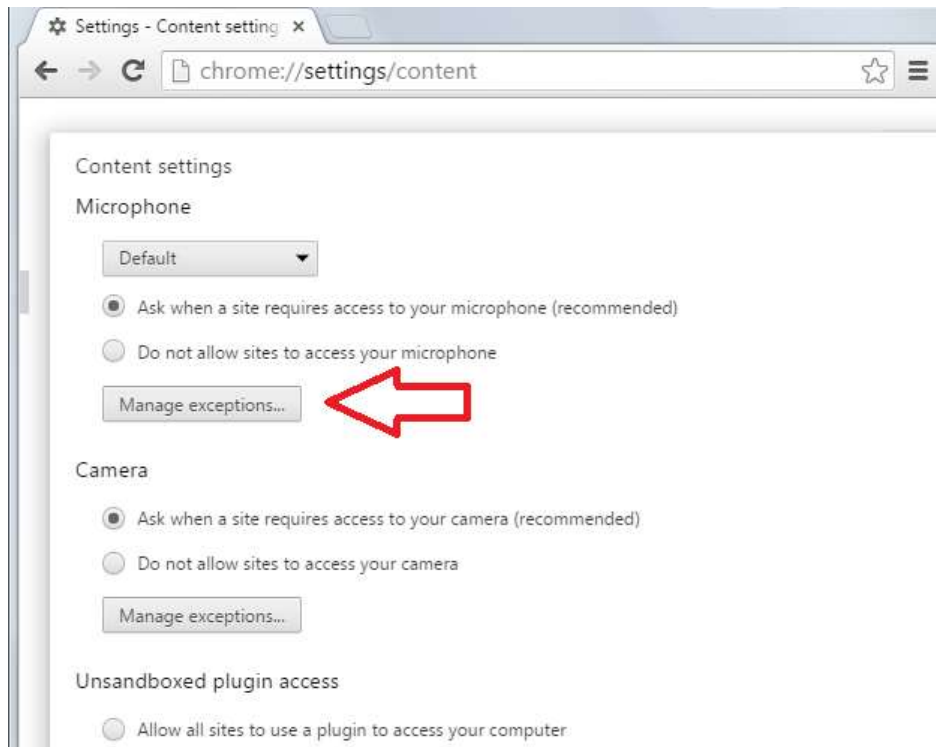 Settings - Content setting
chrome://settings/content
Content settings
Microphone
Default
Ask when a site requires access to your microphone (recommended)
Do not allow sites to access your microphone
Manage exceptions...
Camera
Ask when a site requires access to your camera (recommended)
Do not allow sites to access your camera
Manage exceptions...
Unsandboxed plugin access
Allow all sites to use a plugin to access your computer